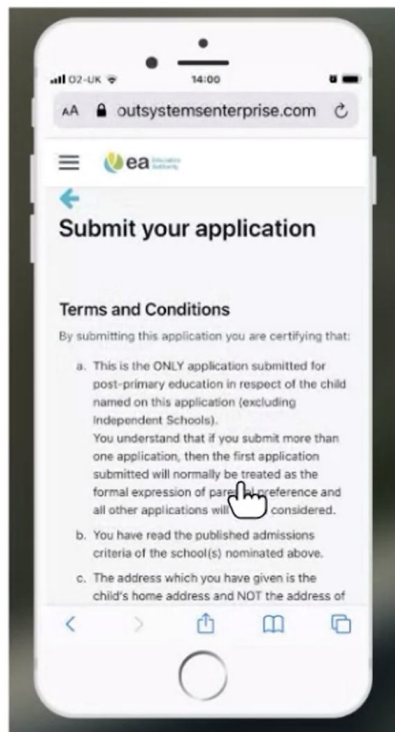 O2-UK
14:00
AA outsystemsenterprise.com
ea Education Authority
Submit your application
Terms and Conditions
By submitting this application you are certifying that:
a. This is the ONLY application submitted for
post-primary education in respect of the child
named on this application (excluding
Independent Schools).
You understand that if you submit more than
one application, then the first application
submitted will normally be treated as the
formal expression of preference and
all other applications will considered.
b. You have read the published admissions
criteria of the school(s) nominated above.
c. The address which you have given is the
child's home address and NOT the address of